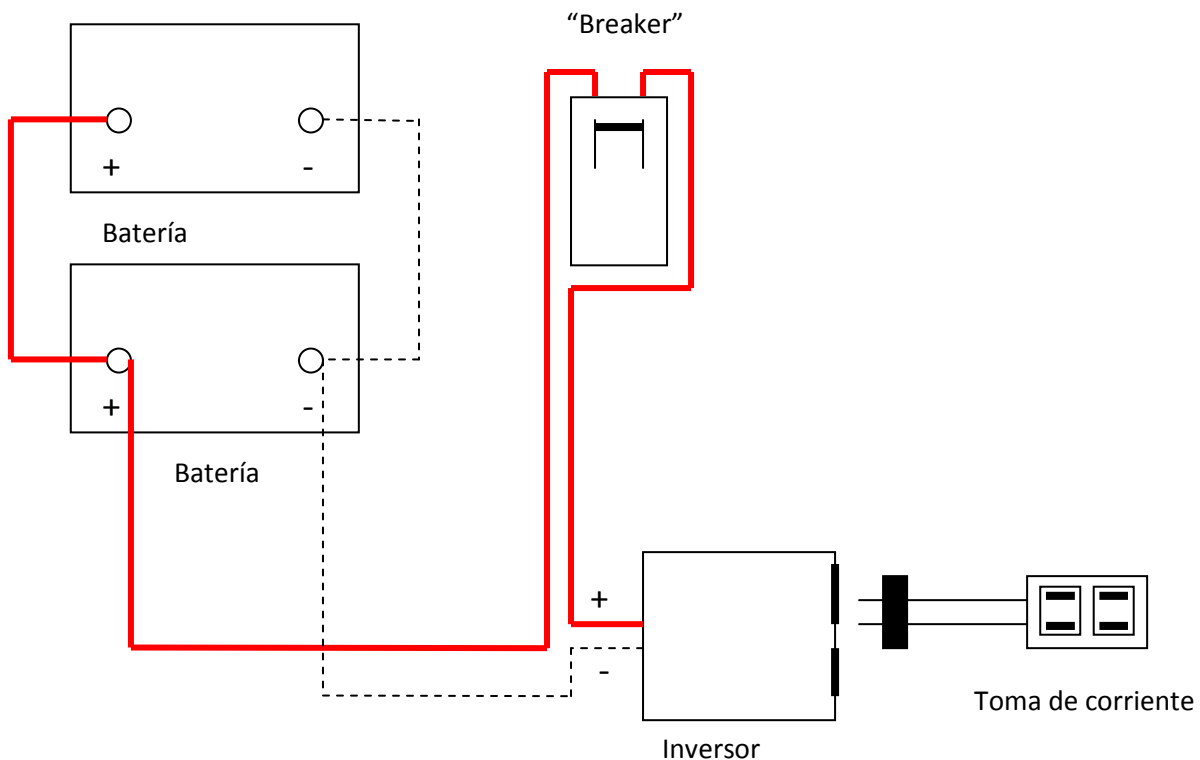 “Breaker”
+ -
Batería
+ -
Batería
+
-
Toma de corriente
Inversor